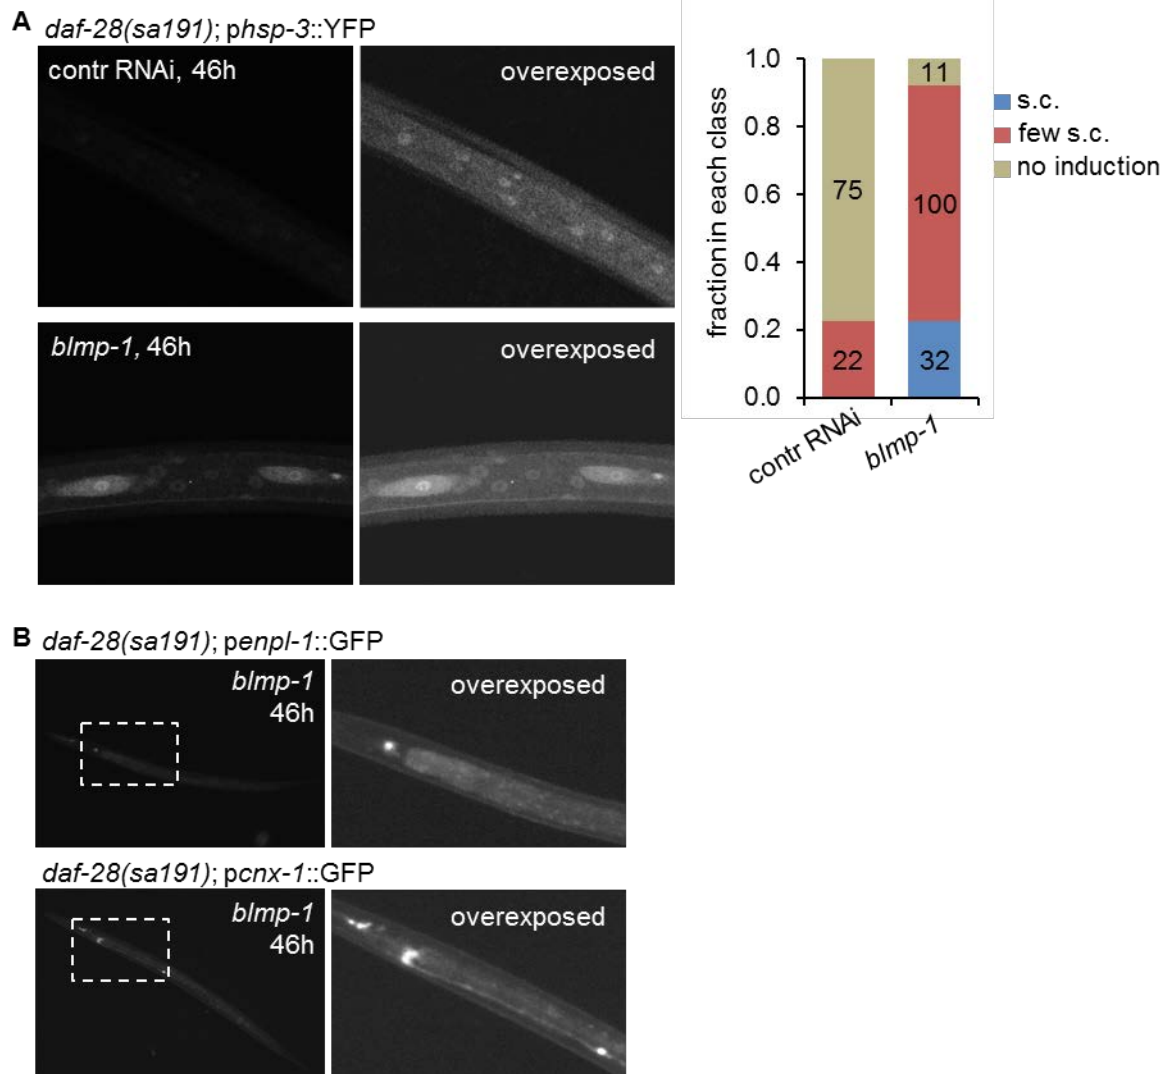 A daf-28(sa191); phsp-3::YFP
contr RNAi, 46h
overexposed
blmp-1, 46h
overexposed
fraction in each class
1.0
0.8
0.6
0.4
0.2
0.0
75
22
11
100
32
contr RNAi
blmp-1
s.c.
few s.c.
no induction
B daf-28(sa191); penpl-1::GFP
blmp-1
46h
overexposed
daf-28(sa191); pcnx-1::GFP
blmp-1
46h
overexposed